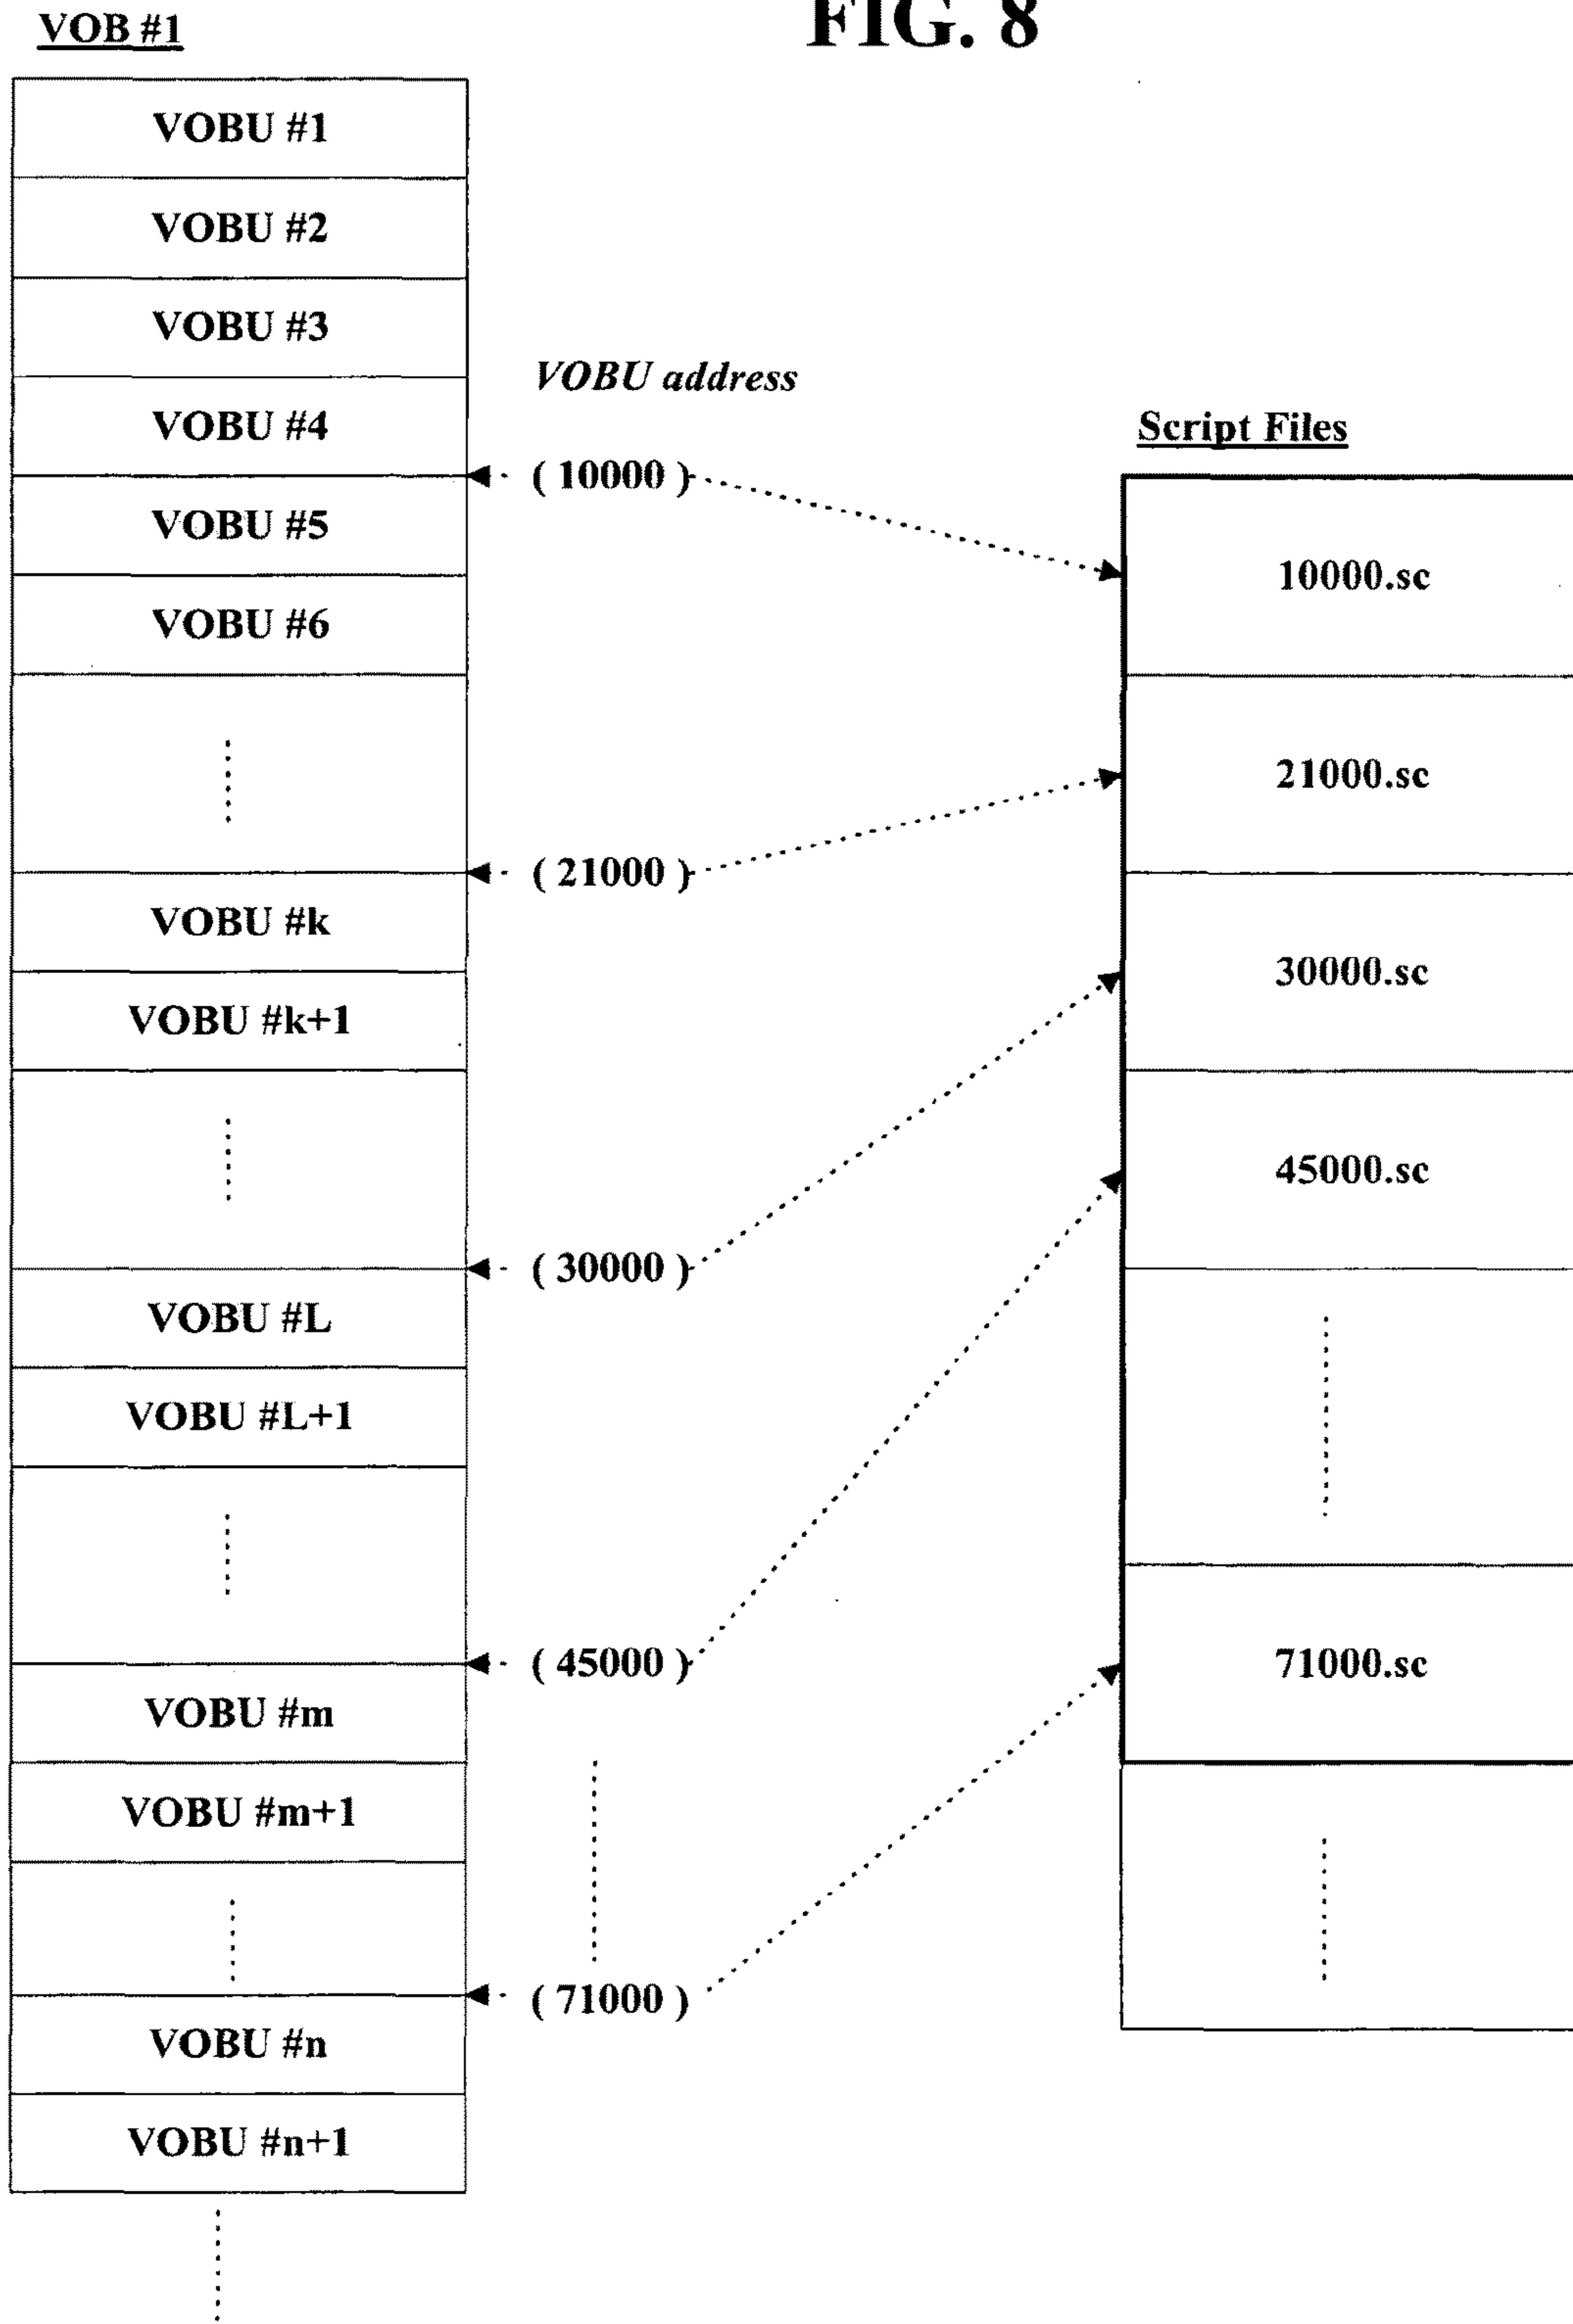 FIG. 8
VOB #1
VOBU #1
VOBU #2
VOBU #3
VOBU #4
VOBU #5
VOBU #6
VOBU #k
VOBU #k+1
VOBU #L
VOBU #L+1
VOBU #m
VOBU #m+1
VOBU #n
VOBU #n+1
VOBU address
( 10000 )
( 21000 )
( 30000 )
( 45000 )
( 71000 )
Script Files
10000.sc
21000.sc
30000.sc
45000.sc
71000.sc